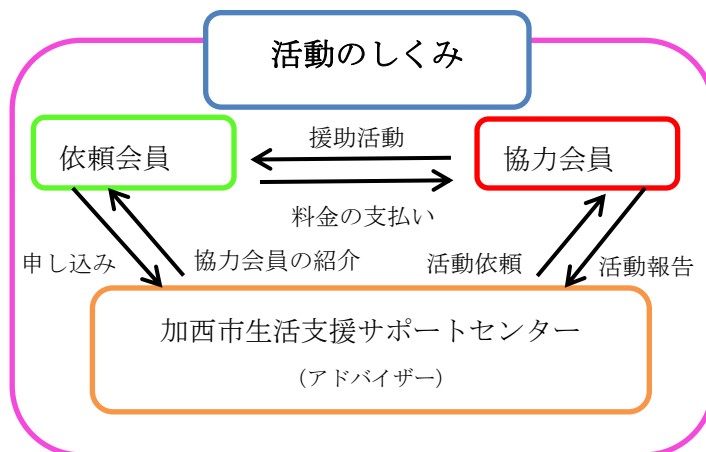 活動のしくみ
援助活動
依頼会員
協力会員
料金の支払い
申し込み
協力会員の紹介
活動依頼
活動報告
加西市生活支援サポートセンター
（アドバイザー）